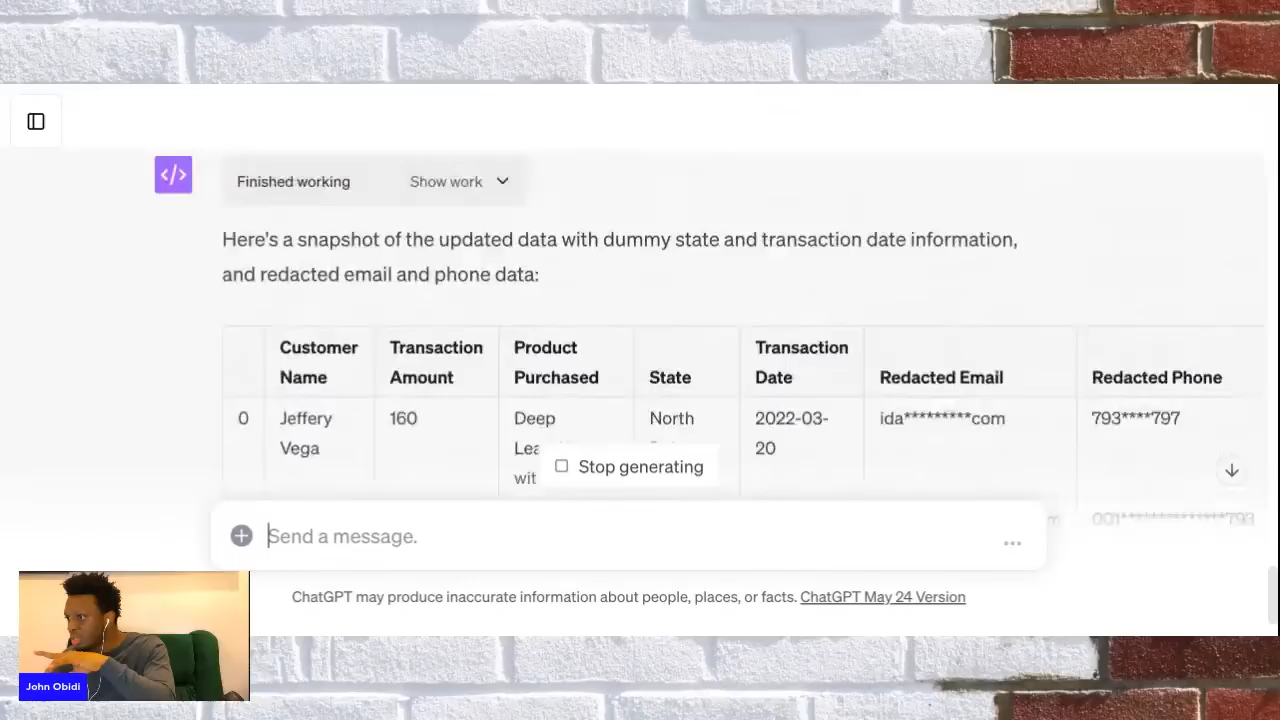 </>
Finished working Show work
Here's a snapshot of the updated data with dummy state and transaction date information,
and redacted email and phone data:
Customer Name Transaction Amount Product Purchased State Transaction Date Redacted Email Redacted Phone
0 Jeffery Vega 160 Deep North 2022-03-20 ida*********com 793****797
wit
Stop generating
Send a message.
...
ChatGPT may produce inaccurate information about people, places, or facts. ChatGPT May 24 Version
John Obidi